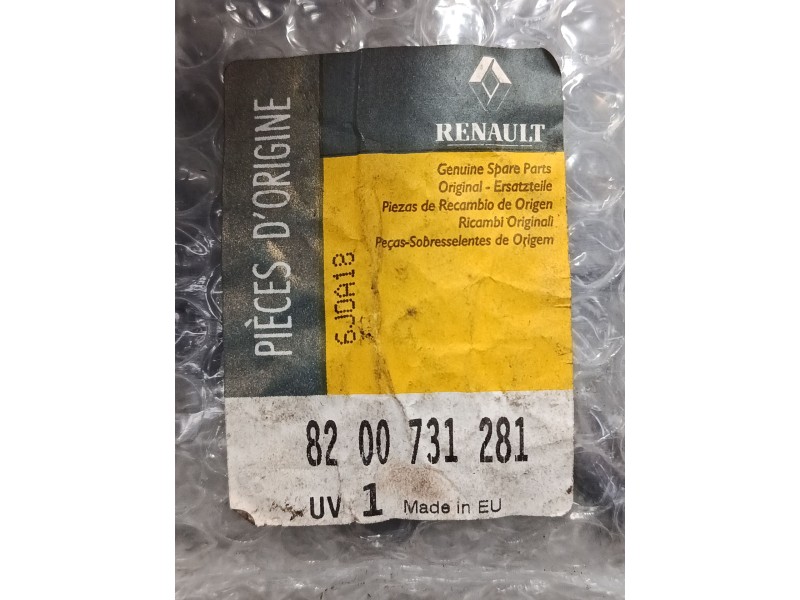 PIÈCES D'ORIGINE
RENAULT
Genuine Spare Parts
Original - Ersatzteile
Piezas de Recambio de Origen
Ricambi Originali
Peças-Sobresselentes de Origem
6JDA18
82 00 731 281
UV 1 Made in EU